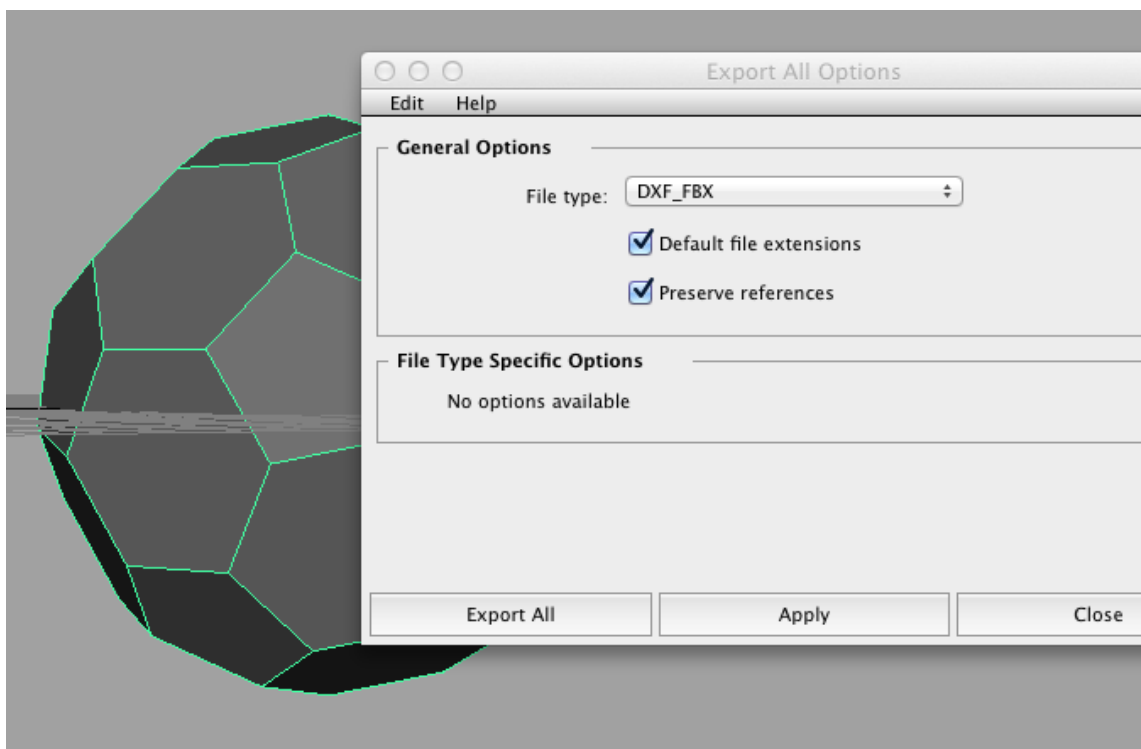 Export All Options
Edit Help
General Options
File type: DXF_FBX
Default file extensions
Preserve references
File Type Specific Options
No options available
Export All Apply Close